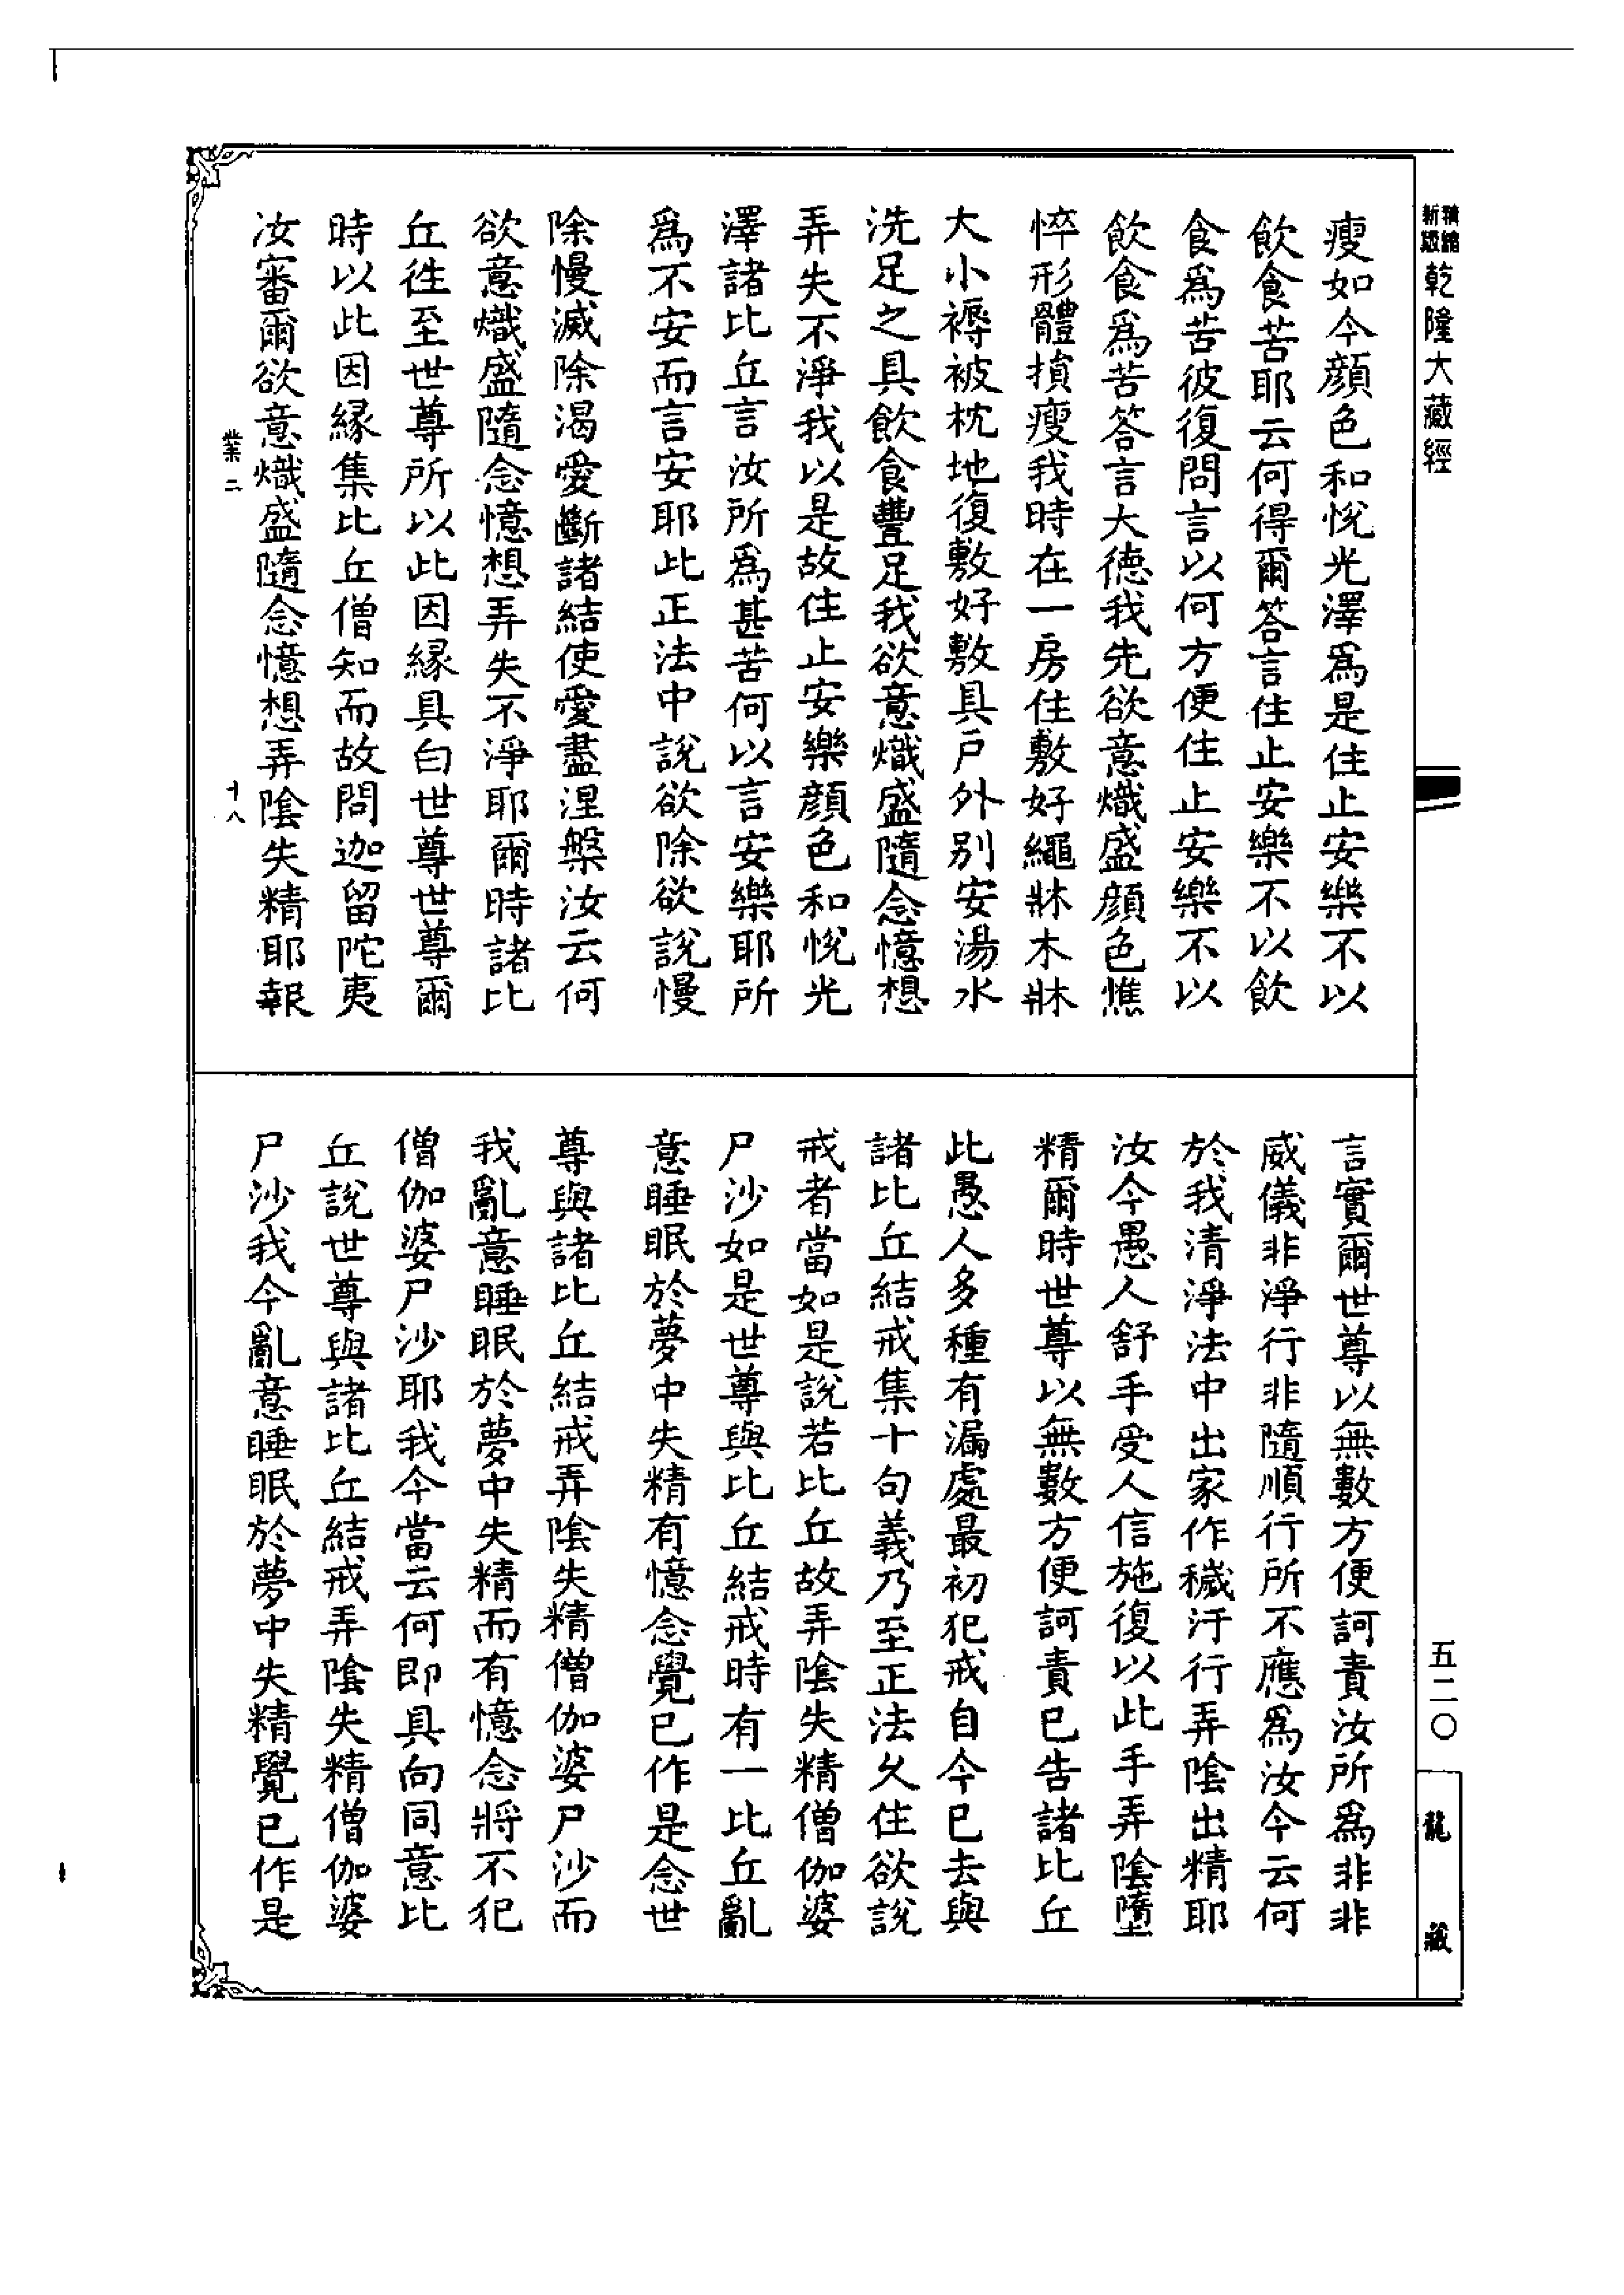 新縮
版縮
乾隆大藏經
瘦如今顏色和悅光澤爲是住止安樂不以
飲食苦耶云何得爾答言住止安樂不以飲
食爲苦彼復問言以何方便住止安樂不以
飲食爲苦答言大德我先欲意熾盛顏色憔
悴形體損瘦我時在一房住敷好繩牀木牀
大小褥被枕地復敷好敷具戶外別安湯水
洗足之具飲食豐足我欲意熾盛隨念憶想
弄失不淨我以是故住止安樂顏色和悅光
澤諸比丘言汝所爲甚苦何以言安樂耶所
爲不安而言安耶此正法中說欲除欲說慢
除慢滅除渴愛斷諸結使愛盡涅槃汝云何
欲意熾盛隨念憶想弄失不淨耶爾時諸比
丘徃至世尊所以此因緣具白世尊世尊爾
時以此因緣集比丘僧知而故問迦留陀夷
汝審爾欲意熾盛隨念憶想弄陰失精耶報
業二
十八
言實爾世尊以無數方便訶責汝所爲非非
威儀非淨行非隨順行所不應爲汝今云何
於我清淨法中出家作穢汙行弄陰出精耶
汝今愚人舒手受人信施復以此手弄陰墮
精爾時世尊以無數方便訶責已告諸比丘
此愚人多種有漏處最初犯戒自今已去與
諸比丘結戒集十句義乃至正法久住欲說
戒者當如是說若比丘故弄陰失精僧伽婆
尸沙如是世尊與比丘結戒時有一比丘亂
意睡眠於夢中失精有憶念覺已作是念世
尊與諸比丘結戒弄陰失精僧伽婆尸沙而
我亂意睡眠於夢中失精而有憶念將不犯
僧伽婆尸沙耶我今當云何即具向同意比
丘說世尊與諸比丘結戒弄陰失精僧伽婆
尸沙我今亂意睡眠於夢中失精覺已作是
五二〇
龍藏